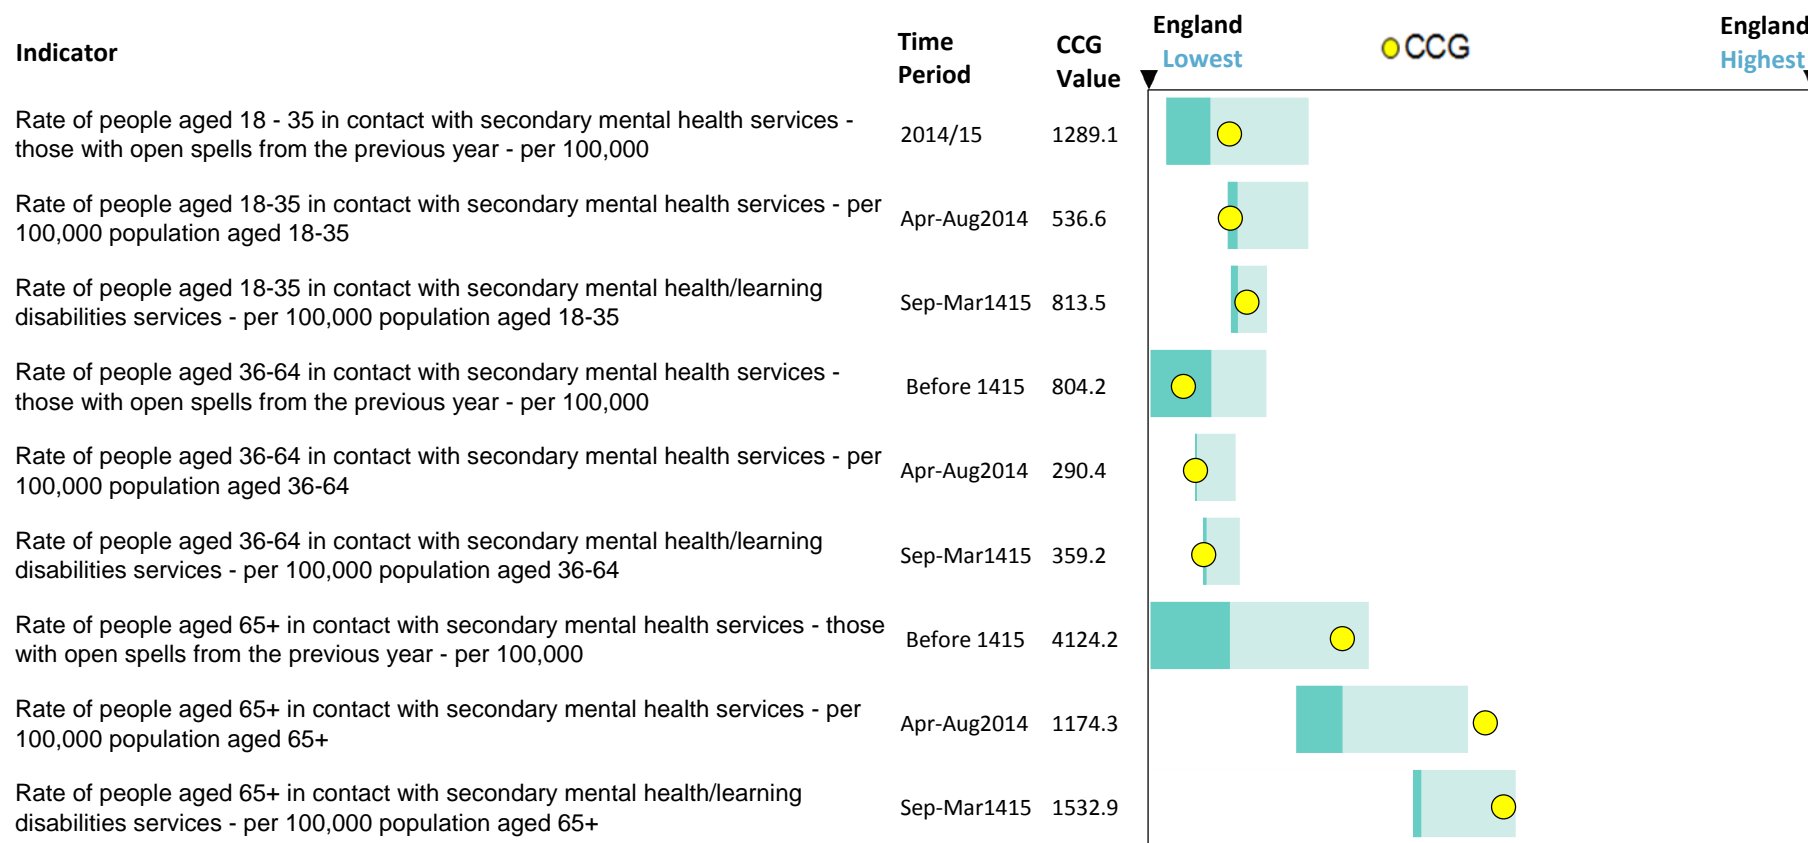 Indicator
Time Period
CCG Value
England Lowest
CCG
England Highest
Rate of people aged 18 - 35 in contact with secondary mental health services -
those with open spells from the previous year - per 100,000
2014/15
1289.1
Rate of people aged 18-35 in contact with secondary mental health services - per
100,000 population aged 18-35
Apr-Aug2014
536.6
Rate of people aged 18-35 in contact with secondary mental health/learning
disabilities services - per 100,000 population aged 18-35
Sep-Mar1415
813.5
Rate of people aged 36-64 in contact with secondary mental health services -
those with open spells from the previous year - per 100,000
Before 1415
804.2
Rate of people aged 36-64 in contact with secondary mental health services - per
100,000 population aged 36-64
Apr-Aug2014
290.4
Rate of people aged 36-64 in contact with secondary mental health/learning
disabilities services - per 100,000 population aged 36-64
Sep-Mar1415
359.2
Rate of people aged 65+ in contact with secondary mental health services - those
with open spells from the previous year - per 100,000
Before 1415
4124.2
Rate of people aged 65+ in contact with secondary mental health services - per
100,000 population aged 65+
Apr-Aug2014
1174.3
Rate of people aged 65+ in contact with secondary mental health/learning
disabilities services - per 100,000 population aged 65+
Sep-Mar1415
1532.9